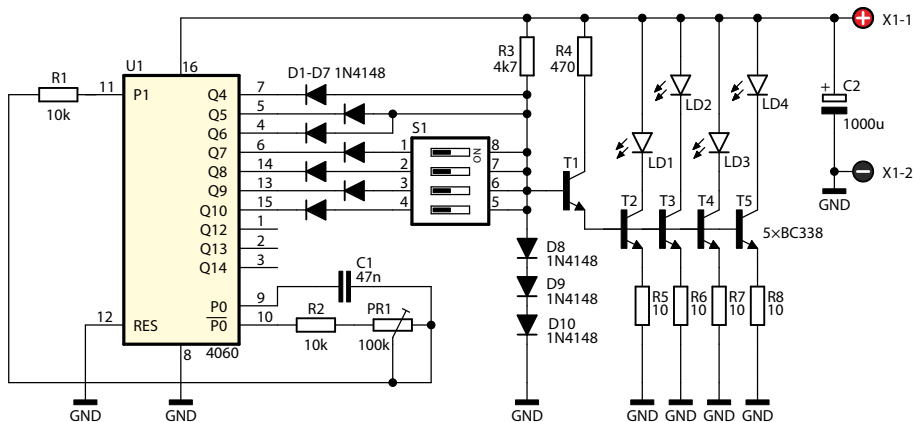 X1-1
U1
16
R3
4k7
R4
470
R1
10k
11
P1
7
D1-D7 1N4148
Q4
5
Q5
4
Q6
6
Q7
14
Q8
13
Q9
15
Q10
1
Q12
2
Q13
3
Q14
S1
1
2
3
4
NO
8
7
6
5
T1
LD2
LD4
LD1
LD3
+
C2
1000u
X1-2
GND
T2
T3
T4
T5
5×BC338
D8
1N4148
D9
1N4148
D10
1N4148
C1
47n
9
P0
10
P0
R2
10k
PR1
100k
12
RES
8
4060
R5
10
R6
10
R7
10
R8
10
GND
GND
GND
GND
GND
GND
GND